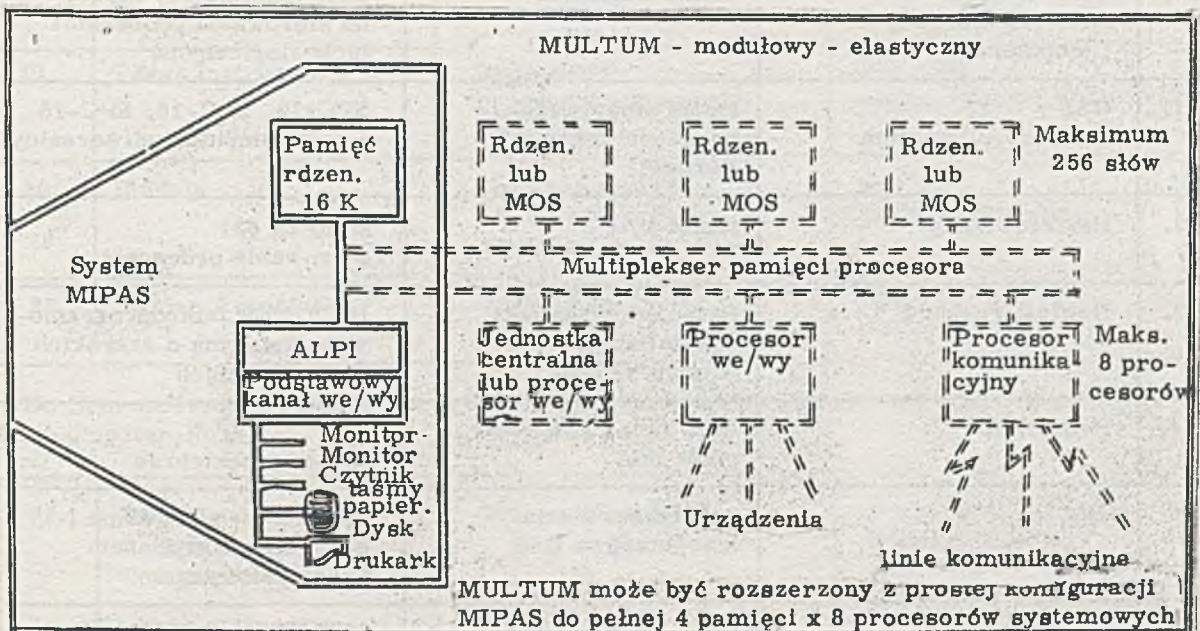 MULTUM - modułowy - elastyczny
Pamięć
rdzen.
16 K
Rdzen.
lub
MOS
Rdzen.
lub
MOS
Rdzen.
lub
MOS
Maksimum
256 słów
System
MIPAS
Multiplekser pamięci procesora
ALPI
Podstawowy
kanał we/wy
Jednostka
centralna
lub proce-
sor we/wy
Procesor
we/wy
Procesor
komunika
cyjny
Maks.
8 pro-
cesorów
Monitor
Monitor
Czytnik
taśmy
papier.
Dysk
Drukark
Urządzenia
linie komunikacyjne
MULTUM może być rozszerzony z prostej konfiguracji
MIPAS do pełnej 4 pamięci x 8 procesorów systemowych